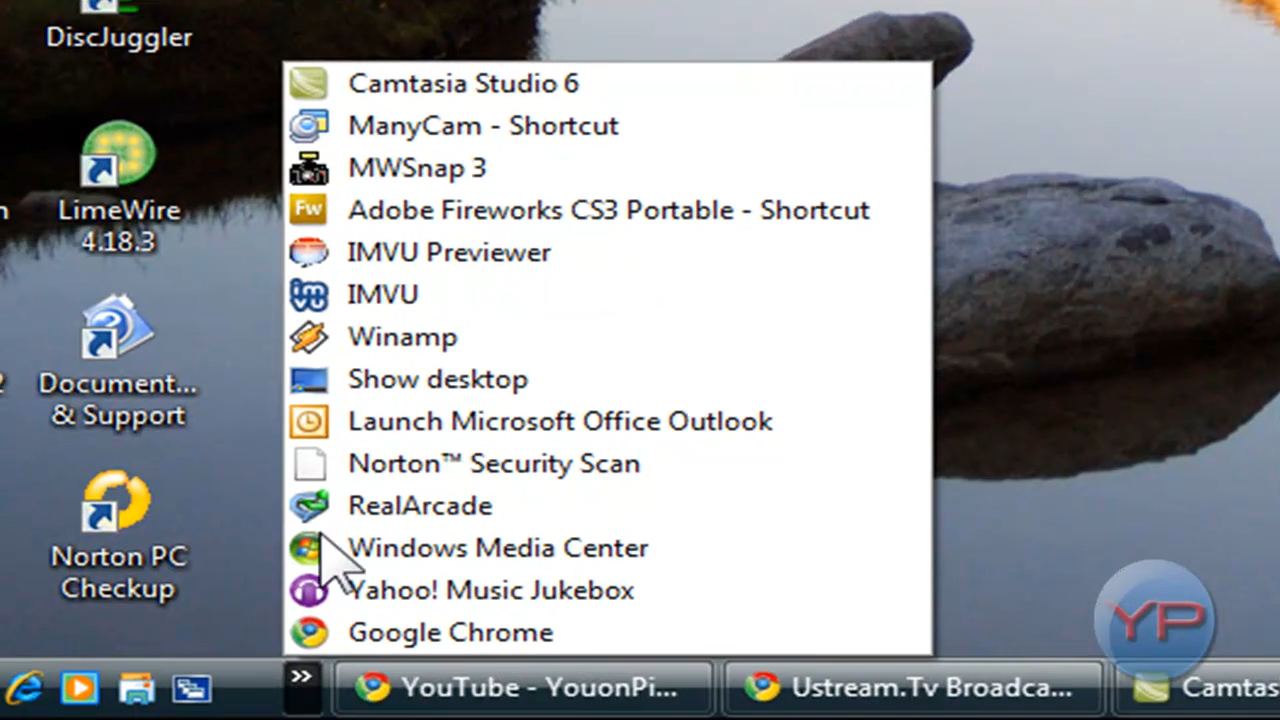 DiscJuggler
LimeWire
4.18.3
Document...
& Support
Norton PC
Checkup
Camtasia Studio 6
ManyCam - Shortcut
MWSnap 3
Fw
Adobe Fireworks CS3 Portable - Shortcut
IMVU Previewer
IMVU
Winamp
Show desktop
Launch Microsoft Office Outlook
Norton™ Security Scan
RealArcade
Windows Media Center
Yahoo! Music Jukebox
Google Chrome
YP
»
YouTube - YouonPi...
Ustream.Tv Broadca...
Camtas